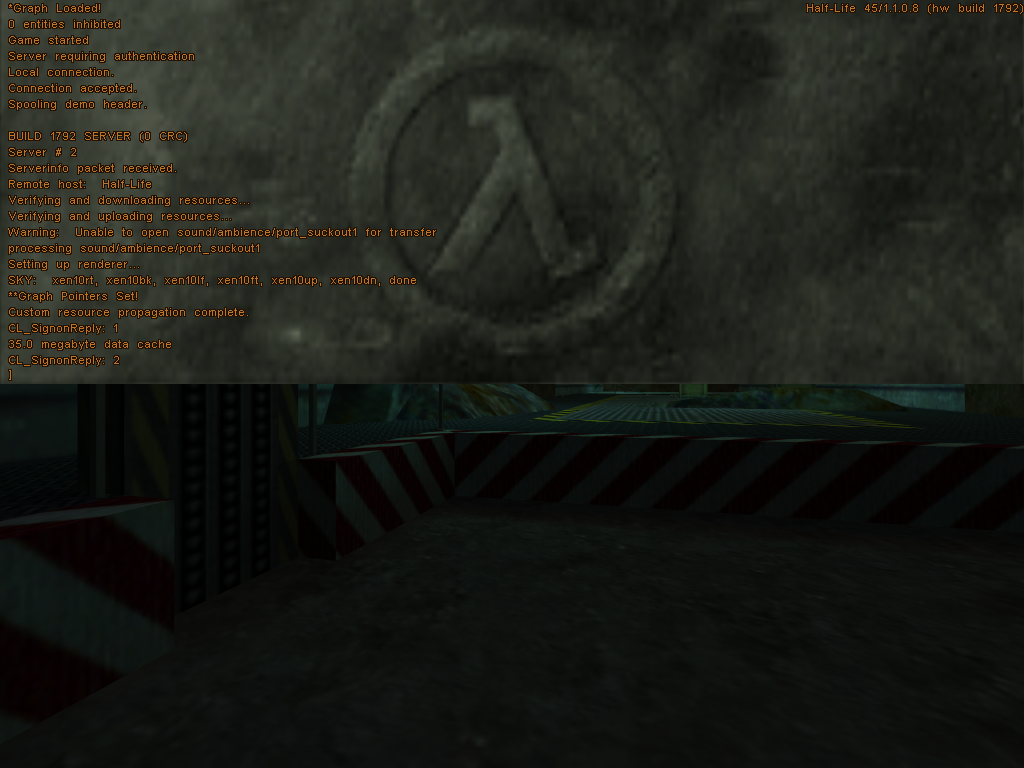 *Graph Loaded!
Half-Life 45/1.1.0.8 (hw build 1792)
0 entities inhibited
Game started
Server requiring authentication
Local connection.
Connection accepted.
Spooling demo header.
BUILD 1792 SERVER (0 CRC)
Server # 2
Serverinfo packet received.
Remote host: Half-Life
Verifying and downloading resources...
Verifying and uploading resources...
Warning: Unable to open sound/ambience/port_suckout1 for transfer
processing sound/ambience/port_suckout1
Setting up renderer...
SKY: xen10rt, xen10bk, xen10lf, xen10ft, xen10up, xen10dn, done
**Graph Pointers Set!
Custom resource propagation complete.
CL_SignonReply: 1
35.0 megabyte data cache
CL_SignonReply: 2
]